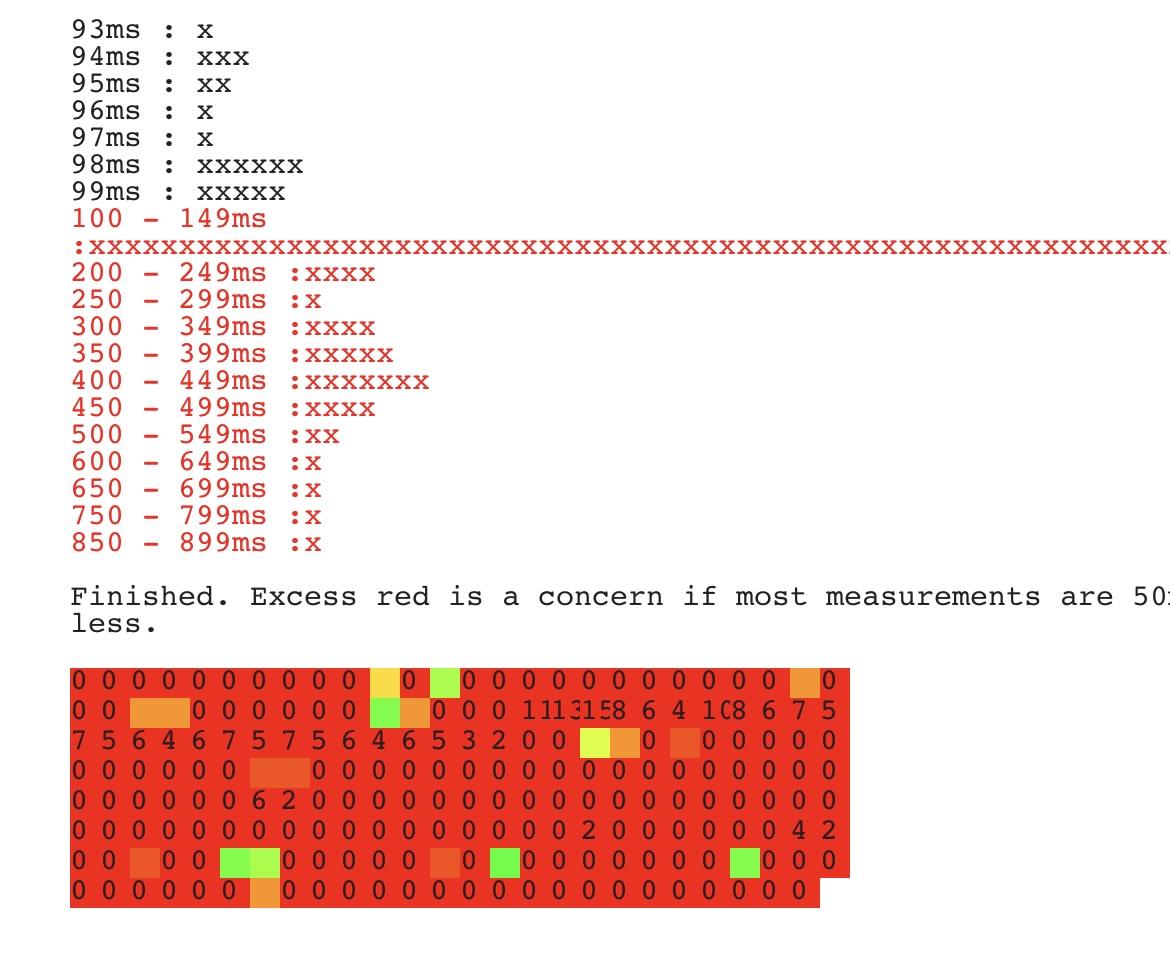 93ms : x
94ms : xxx
95ms : xx
96ms : x
97ms : x
98ms : xxxxxx
99ms : xxxxx
100 - 149ms
:xxxxxxxxxxxxxxxxxxxxxxxxxxxxxxxxxxxxxxxxxxxxxxxxxxxxxxxxxxxx
200 - 249ms :xxxx
250 - 299ms :x
300 - 349ms :xxxx
350 - 399ms :xxxxx
400 - 449ms :xxxxxxx
450 - 499ms :xxxx
500 - 549ms :xx
600 - 649ms :x
650 - 699ms :x
750 - 799ms :x
850 - 899ms :x
Finished. Excess red is a concern if most measurements are 50
less.
0 0 0 0 0 0 0 0 0 0 0 0 0 0 0 0 0 0 0 0 0 0 0
0 0 0 0 0 0 0 0 0 0 0 11 13 15 8 6 4 10 8 6 7 5
7 5 6 4 6 7 5 7 5 6 4 6 5 3 2 0 0 0 0 0 0 0 0
0 0 0 0 0 0 0 0 0 0 0 0 0 0 0 0 0 0 0 0 0 0 0 0
0 0 0 0 0 0 6 2 0 0 0 0 0 0 0 0 0 0 0 0 0 0 0 0 0 0
0 0 0 0 0 0 0 0 0 0 0 0 0 0 0 0 0 2 0 0 0 0 0 0 4 2
0 0 0 0 0 0 0 0 0 0 0 0 0 0 0 0 0 0 0 0
0 0 0 0 0 0 0 0 0 0 0 0 0 0 0 0 0 0 0 0 0 0 0 0